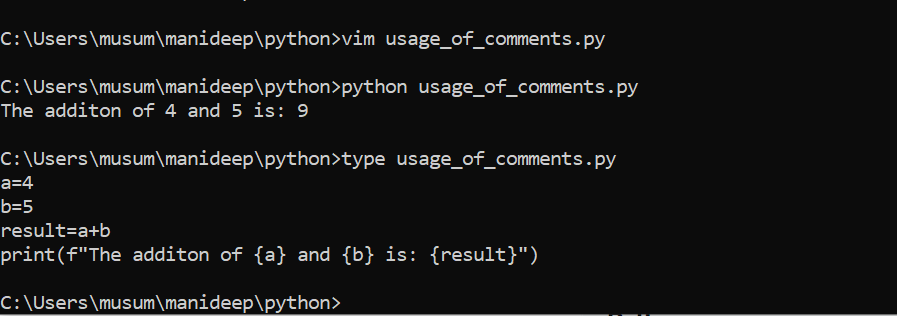 C:\Users\musum\manideep\python>vim usage_of_comments.py
C:\Users\musum\manideep\python>python usage_of_comments.py
The additon of 4 and 5 is: 9
C:\Users\musum\manideep\python>type usage_of_comments.py
a=4
b=5
result=a+b
print(f"The additon of {a} and {b} is: {result}")
C:\Users\musum\manideep\python>